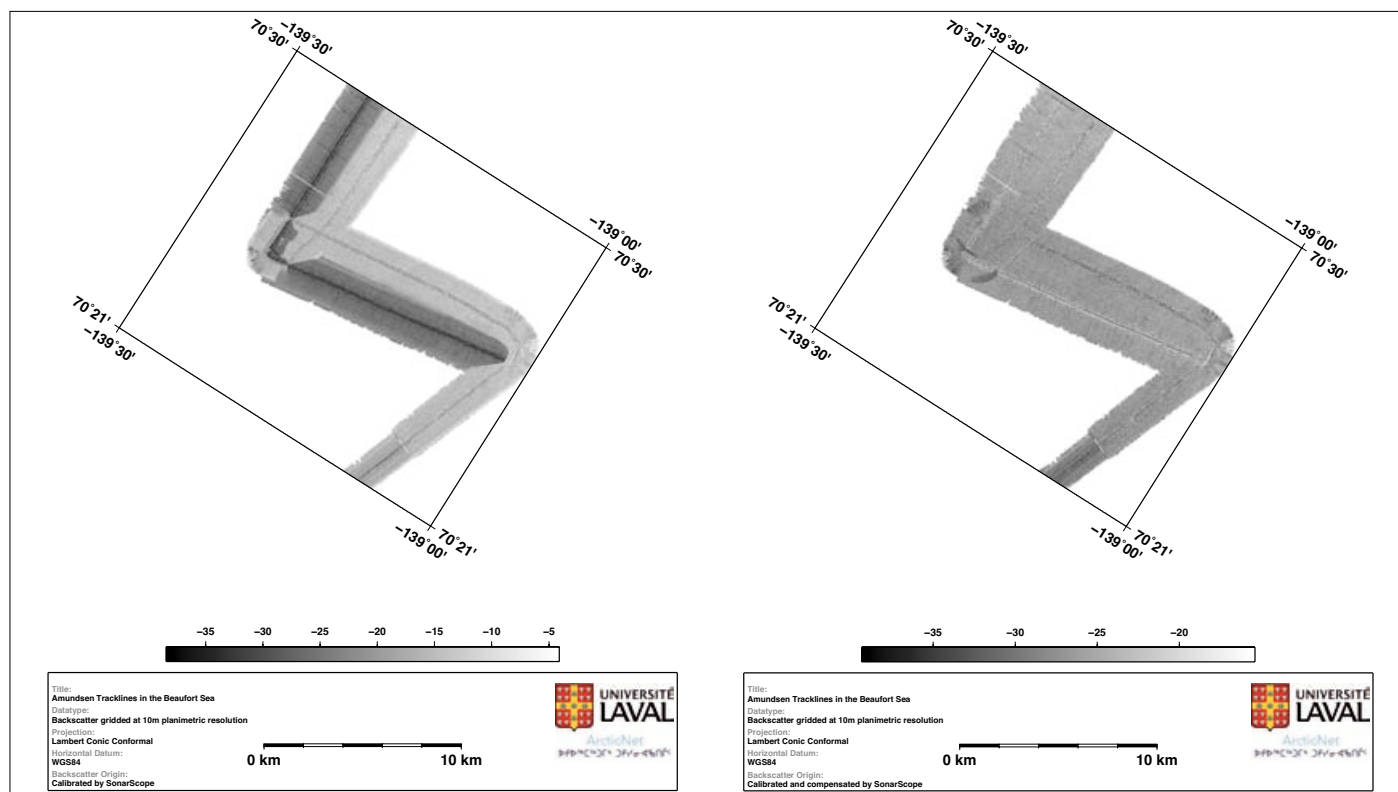 −139˚30'
70˚30'
−139˚00'
70˚30'
70˚21'
−139˚30'
70˚21'
−139˚00'
−35 −30 −25 −20 −15 −10 −5
Title:
Amundsen Tracklines in the Beaufort Sea
Datatype:
Backscatter gridded at 10m planimetric resolution
Projection:
Lambert Conic Conformal
Horizontal Datum:
WGS84
Backscatter Origin:
Calibrated by SonarScope
0 km 10 km
UNIVERSITÉ
LAVAL
ArcticNet
−139˚30'
70˚30'
−139˚00'
70˚30'
70˚21'
−139˚30'
70˚21'
−139˚00'
−35 −30 −25 −20
Title:
Amundsen Tracklines in the Beaufort Sea
Datatype:
Backscatter gridded at 10m planimetric resolution
Projection:
Lambert Conic Conformal
Horizontal Datum:
WGS84
Backscatter Origin:
Calibrated and compensated by SonarScope
0 km 10 km
UNIVERSITÉ
LAVAL
ArcticNet